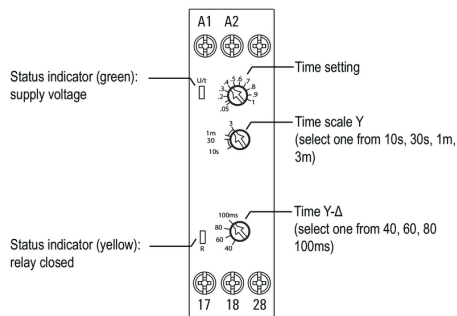 A1 A2
Status indicator (green):
supply voltage
U/t
.05 .2 .3 .4 .5 .6 .7 .8 .9 1
Time setting
3
1m
30
10s
Time scale Y
(select one from 10s, 30s, 1m,
3m)
100ms
80
60
40
Time Y-Δ
(select one from 40, 60, 80
100ms)
Status indicator (yellow):
relay closed
R
17 18 28